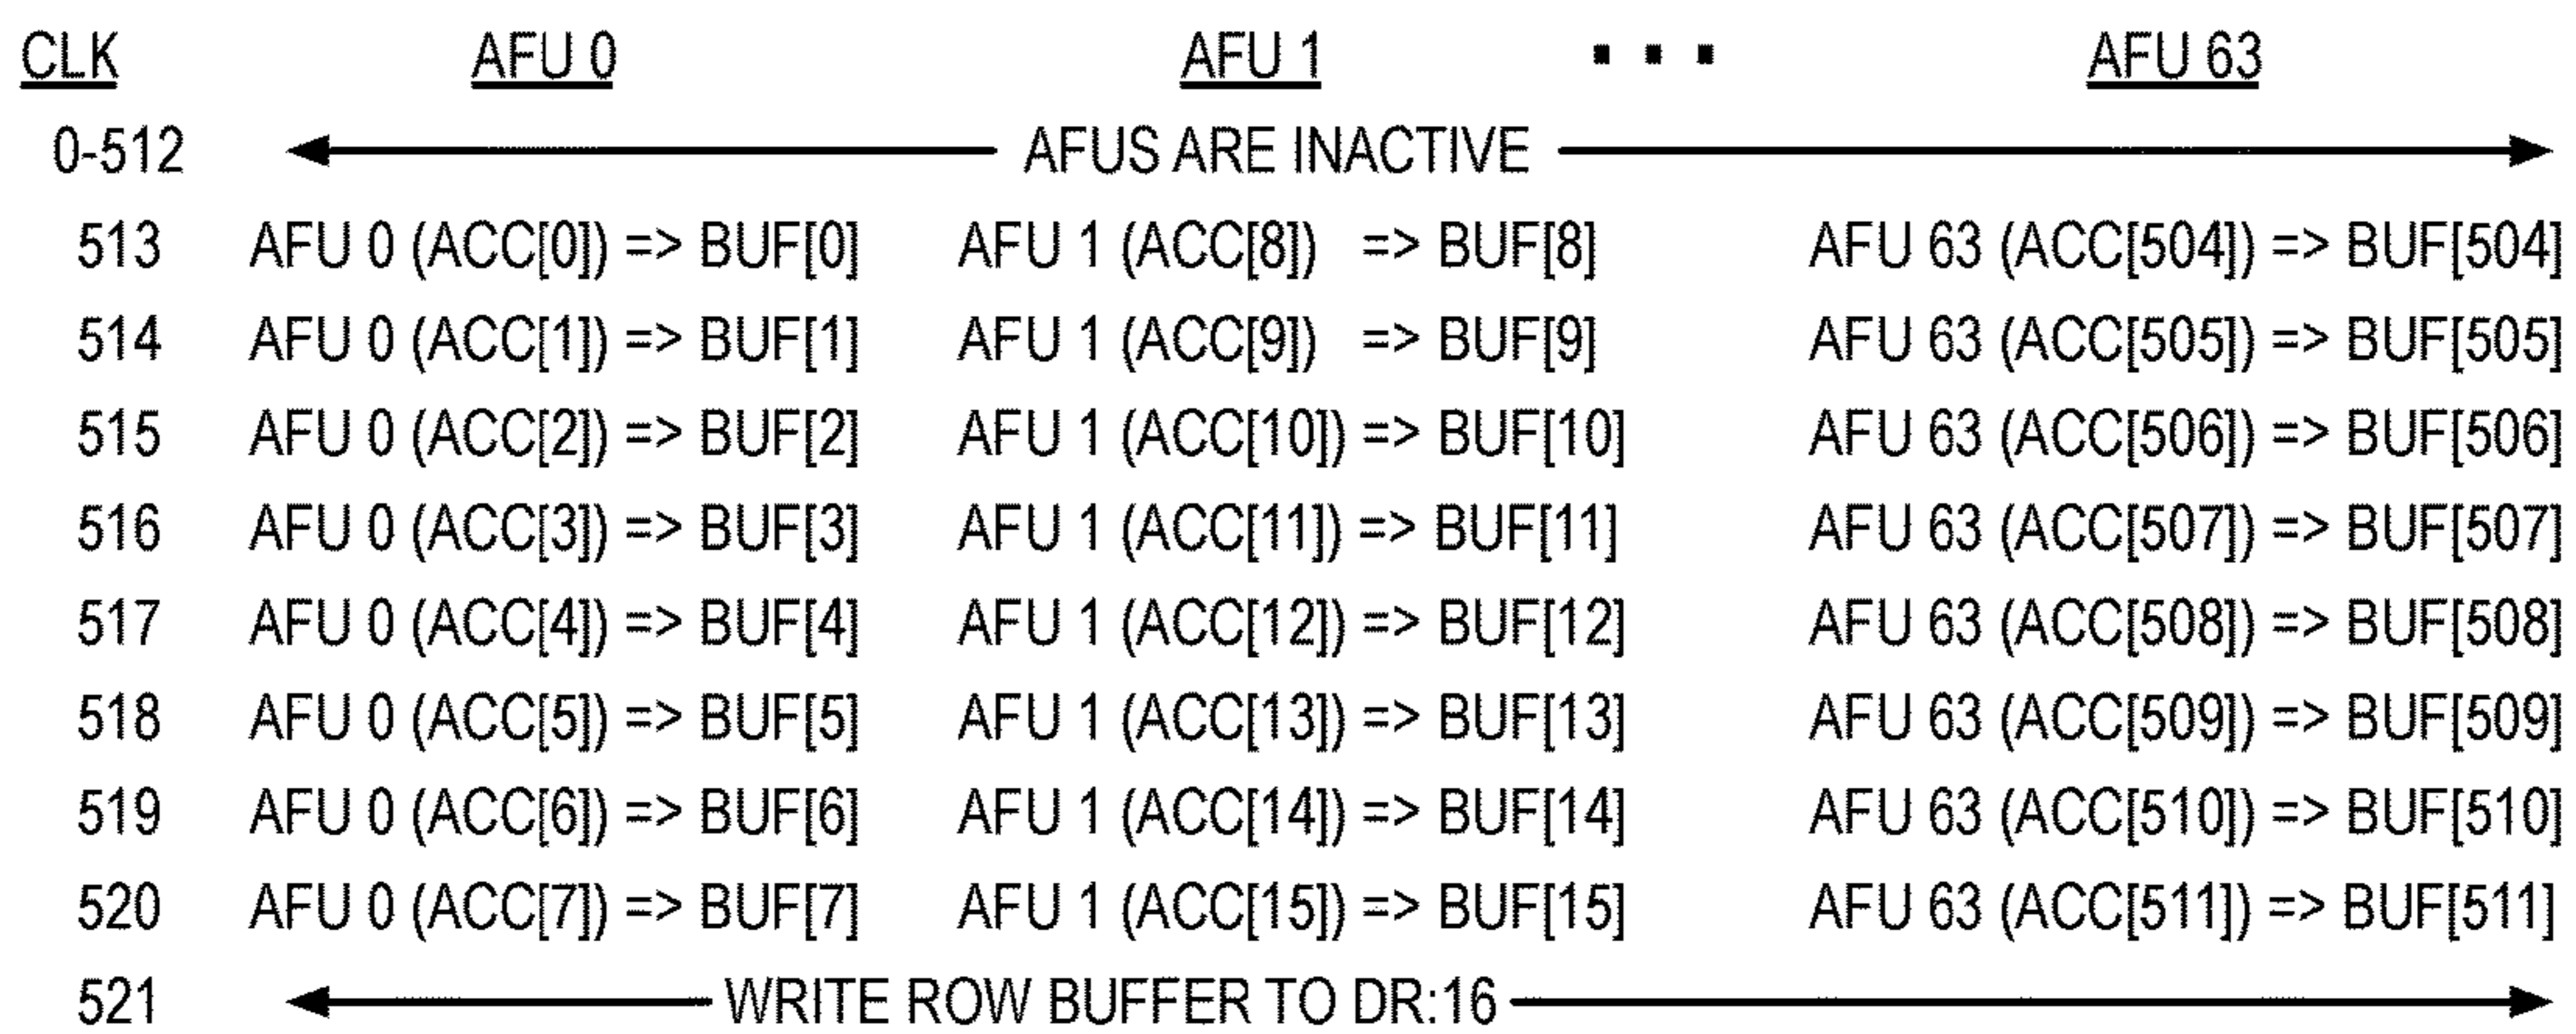 CLK AFU 0 AFU 1 ... AFU 63
0-512 AFUS ARE INACTIVE
513 AFU 0 (ACC[0]) => BUF[0] AFU 1 (ACC[8]) => BUF[8] AFU 63 (ACC[504]) => BUF[504]
514 AFU 0 (ACC[1]) => BUF[1] AFU 1 (ACC[9]) => BUF[9] AFU 63 (ACC[505]) => BUF[505]
515 AFU 0 (ACC[2]) => BUF[2] AFU 1 (ACC[10]) => BUF[10] AFU 63 (ACC[506]) => BUF[506]
516 AFU 0 (ACC[3]) => BUF[3] AFU 1 (ACC[11]) => BUF[11] AFU 63 (ACC[507]) => BUF[507]
517 AFU 0 (ACC[4]) => BUF[4] AFU 1 (ACC[12]) => BUF[12] AFU 63 (ACC[508]) => BUF[508]
518 AFU 0 (ACC[5]) => BUF[5] AFU 1 (ACC[13]) => BUF[13] AFU 63 (ACC[509]) => BUF[509]
519 AFU 0 (ACC[6]) => BUF[6] AFU 1 (ACC[14]) => BUF[14] AFU 63 (ACC[510]) => BUF[510]
520 AFU 0 (ACC[7]) => BUF[7] AFU 1 (ACC[15]) => BUF[15] AFU 63 (ACC[511]) => BUF[511]
521 WRITE ROW BUFFER TO DR:16